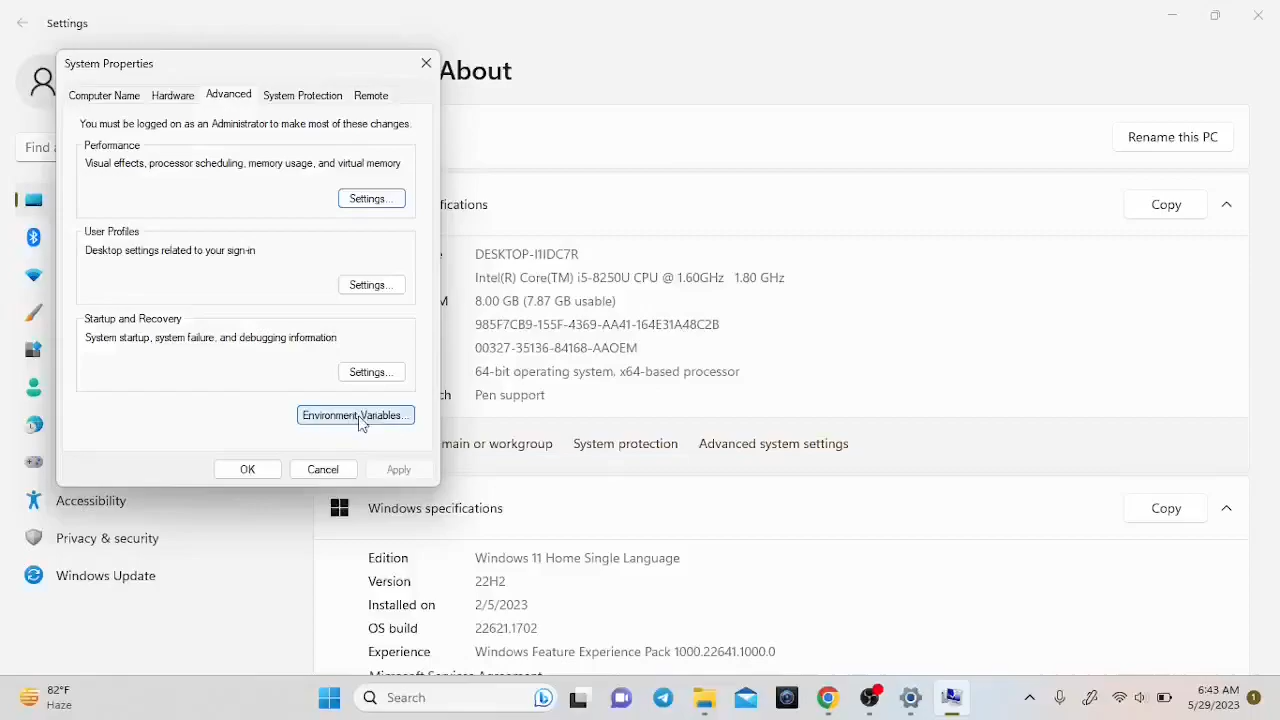 Settings
System Properties
About
Computer Name Hardware Advanced System Protection Remote
You must be logged on as an Administrator to make most of these changes.
Performance
Visual effects, processor scheduling, memory usage, and virtual memory
Settings...
User Profiles
Desktop settings related to your sign-in
Settings...
Startup and Recovery
System startup, system failure, and debugging information
Settings...
Environment Variables...
OK Cancel Apply
Find a
Rename this PC
fications
Copy
e DESKTOP-I1IDC7R
Intel(R) Core(TM) i5-8250U CPU @ 1.60GHz 1.80 GHz
M 8.00 GB (7.87 GB usable)
985F7CB9-155F-4369-AA41-164E31A48C2B
00327-35136-84168-AAOEM
64-bit operating system, x64-based processor
ch Pen support
main or workgroup System protection Advanced system settings
Accessibility
Privacy & security
Windows Update
Windows specifications
Copy
Edition Windows 11 Home Single Language
Version 22H2
Installed on 2/5/2023
OS build 22621.1702
Experience Windows Feature Experience Pack 1000.22641.1000.0
Microsoft Services Agreement
82°F
Haze
Search
6:43 AM
5/29/2023
1